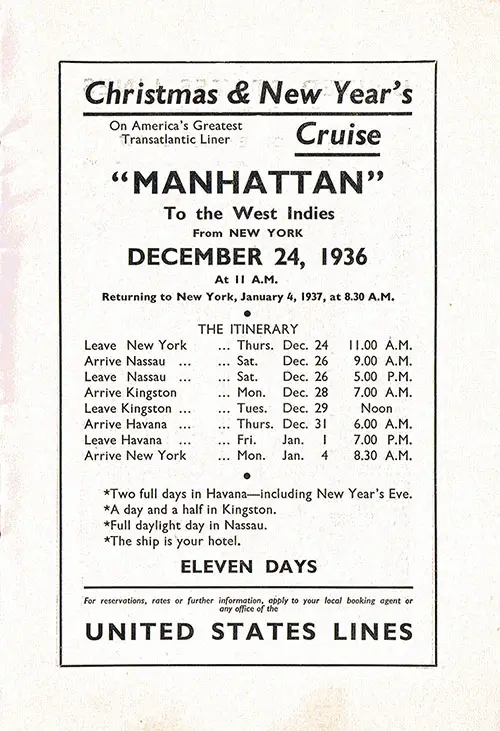 Christmas & New Year's
On America's Greatest
Transatlantic Liner
Cruise
"MANHATTAN"
To the West Indies
From NEW YORK
DECEMBER 24, 1936
At 11 A.M.
Returning to New York, January 4, 1937, at 8.30 A.M.
THE ITINERARY
Leave New York ... Thurs. Dec. 24 11.00 A.M.
Arrive Nassau ... ... Sat. Dec. 26 9.00 A.M.
Leave Nassau ... ... Sat. Dec. 26 5.00 P.M.
Arrive Kingston ... Mon. Dec. 28 7.00 A.M.
Leave Kingston ... ... Tues. Dec. 29 Noon
Arrive Havana ... ... Thurs. Dec. 31 6.00 A.M.
Leave Havana ... ... Fri. Jan. 1 7.00 P.M.
Arrive New York ... Mon. Jan. 4 8.30 A.M.
*Two full days in Havana—including New Year's Eve.
*A day and a half in Kingston.
*Full daylight day in Nassau.
*The ship is your hotel.
ELEVEN DAYS
For reservations, rates or further information, apply to your local booking agent or
any office of the
UNITED STATES LINES